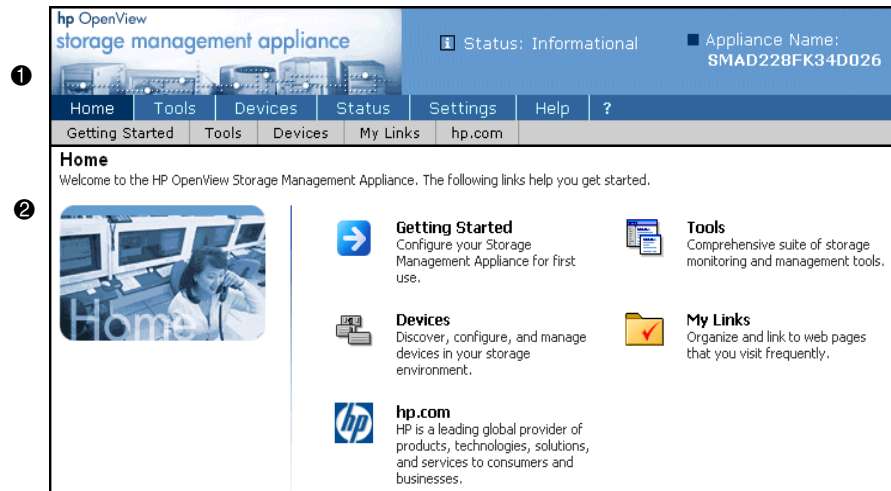 hp OpenView
storage management appliance
i Status: Informational
Appliance Name:
SMAD228FK34D026
1
Home Tools Devices Status Settings Help ?
Getting Started Tools Devices My Links hp.com
Home
Welcome to the HP OpenView Storage Management Appliance. The following links help you get started.
2
Home
Getting Started
Configure your Storage
Management Appliance for first
use.
Tools
Comprehensive suite of storage
monitoring and management tools.
Devices
Discover, configure, and manage
devices in your storage
environment.
My Links
Organize and link to web pages
that you visit frequently.
hp
hp.com
HP is a leading global provider of
products, technologies, solutions,
and services to consumers and
businesses.